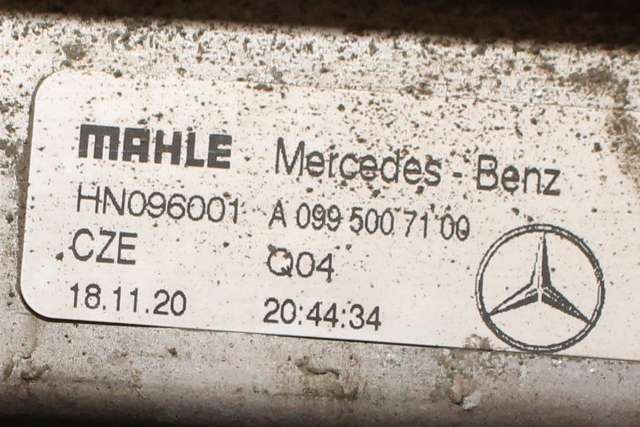 MAHLE Mercedes-Benz
HN096001 A 099 500 71 00
CZE Q04
18.11.20 20:44:34